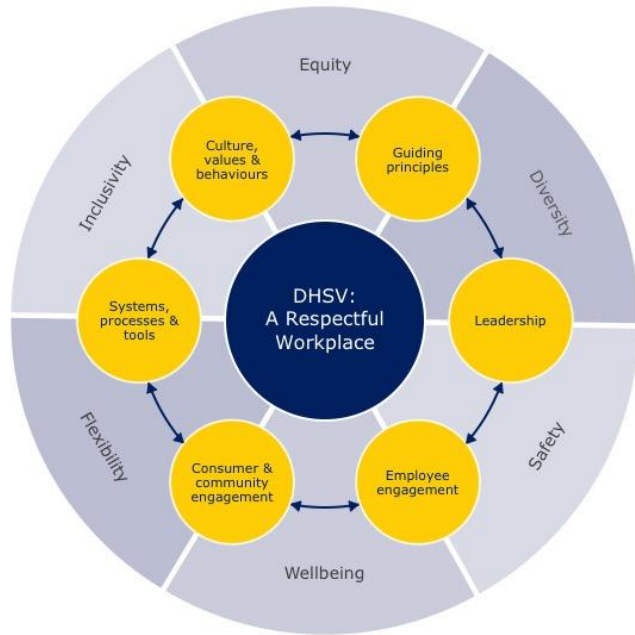 Equity
Culture,
values &
behaviours
Guiding
principles
Inclusivity
Diversity
DHSV:
A Respectful
Workplace
Systems,
processes &
tools
Leadership
Flexibility
Safety
Consumer &
community
engagement
Employee
engagement
Wellbeing